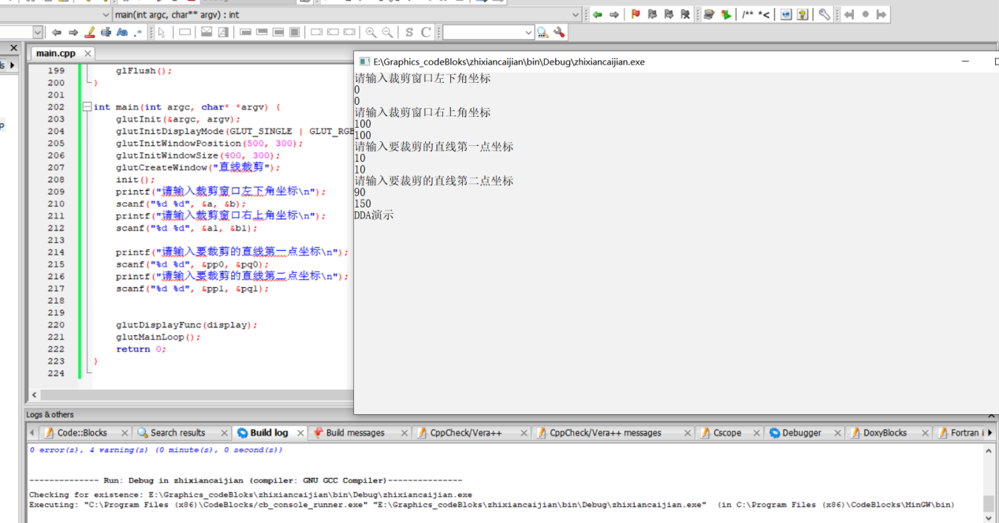 main(int argc, char** argv) : int
/** *<
S C
main.cpp
E:\Graphics_codeBloks\zhixiancaijian\bin\Debug\zhixiancaijian.exe
199 glFlush();
200 }
201
202 int main(int argc, char* *argv) {
203 glutInit(&argc, argv);
204 glutInitDisplayMode(GLUT_SINGLE | GLUT_RGB
205 glutInitWindowPosition(500, 300);
206 glutInitWindowSize(400, 300);
207 glutCreateWindow("直线裁剪");
208 init();
209 printf("请输入裁剪窗口左下角坐标\n");
210 scanf("%d %d", &a, &b);
211 printf("请输入裁剪窗口右上角坐标\n");
212 scanf("%d %d", &a1, &b1);
213
214 printf("请输入要裁剪的直线第一点坐标\n");
215 scanf("%d %d", &pp0, &pq0);
216 printf("请输入要裁剪的直线第二点坐标\n");
217 scanf("%d %d", &pp1, &pq1);
218
219
220 glutDisplayFunc(display);
221 glutMainLoop();
222 return 0;
223 }
224
请输入裁剪窗口左下角坐标
0
0
请输入裁剪窗口右上角坐标
100
100
请输入要裁剪的直线第一点坐标
10
10
请输入要裁剪的直线第二点坐标
90
150
DDA演示
Logs & others
Code::Blocks Search results Build log Build messages CppCheck/Vera++ CppCheck/Vera++ messages Cscope Debugger DoxyBlocks Fortran i
0 error(s), 4 warning(s) (0 minute(s), 0 second(s))
-------------- Run: Debug in zhixiancaijian (compiler: GNU GCC Compiler)---------------
Checking for existence: E:\Graphics_codeBloks\zhixiancaijian\bin\Debug\zhixiancaijian.exe
Executing: "C:\Program Files (x86)\CodeBlocks/cb_console_runner.exe" "E:\Graphics_codeBloks\zhixiancaijian\bin\Debug\zhixiancaijian.exe" (in C:\Program Files (x86)\CodeBlocks\MinGW\bin)